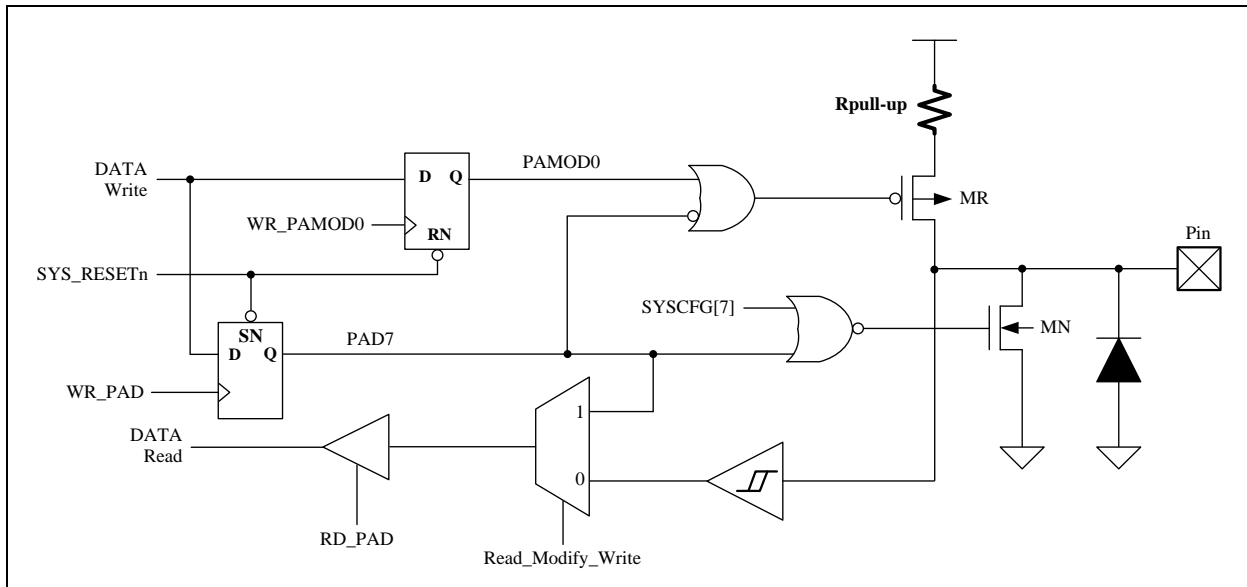 Rpull-up
DATA
Write
D
Q
PAMOD0
MR
WR_PAMOD0
RN
Pin
SYS_RESETn
SYSCFG[7]
SN
D
Q
PAD7
MN
WR_PAD
1
DATA
Read
0
RD_PAD
Read_Modify_Write